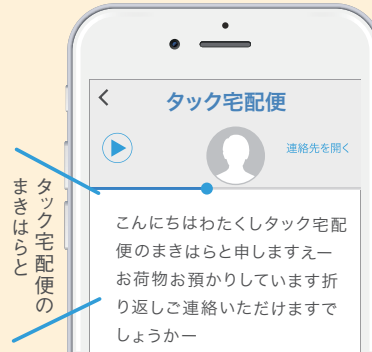 タック宅配便
連絡先を開く
こんにちはわたくしタック宅配
便のまきはらと申しますえー
お荷物お預かりしています折
り返しご連絡いただけますで
しょうかー
タック宅配便の
まきはらと